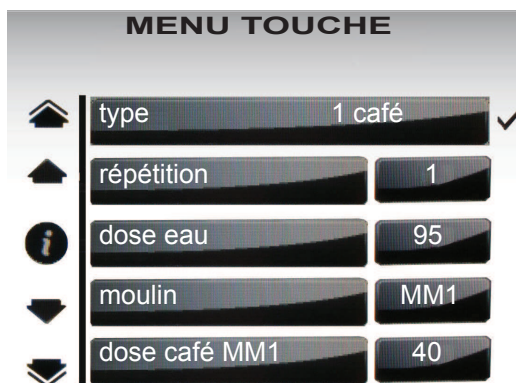 MENU TOUCHE
type 1 café
répétition 1
i
dose eau 95
moulin MM1
dose café MM1 40